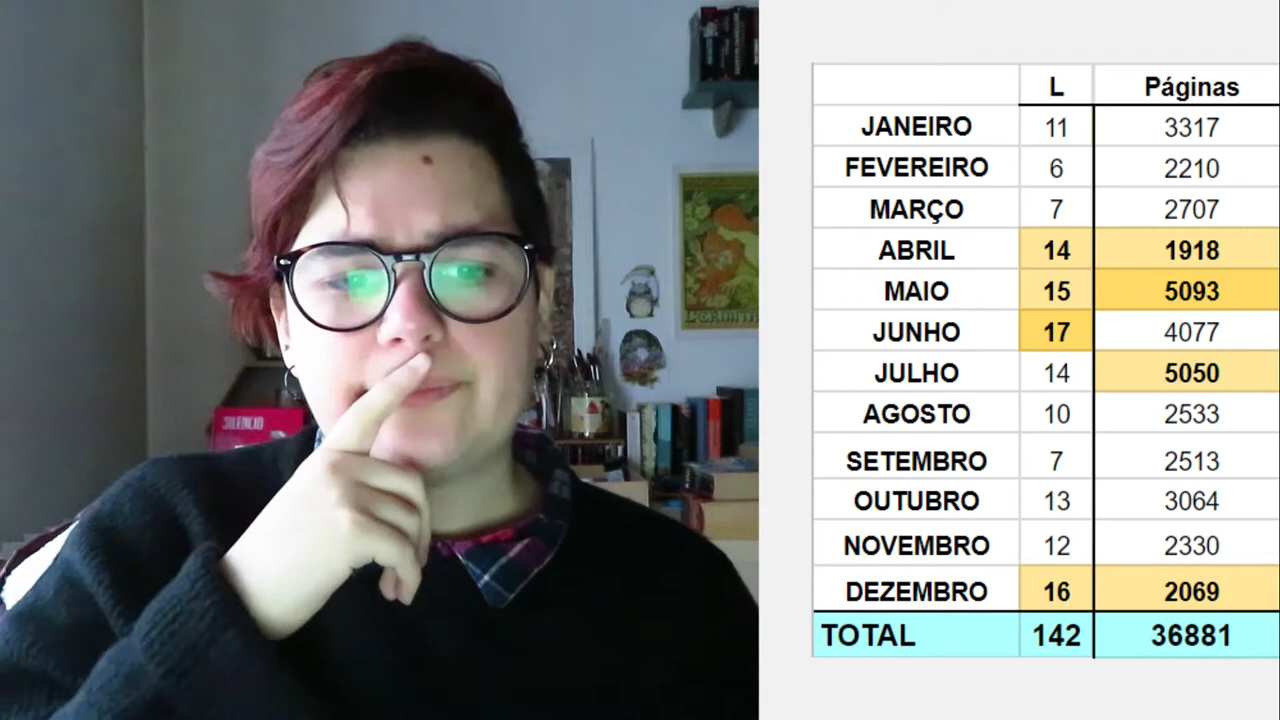 SILENCIO
L Páginas
JANEIRO 11 3317
FEVEREIRO 6 2210
MARÇO 7 2707
ABRIL 14 1918
MAIO 15 5093
JUNHO 17 4077
JULHO 14 5050
AGOSTO 10 2533
SETEMBRO 7 2513
OUTUBRO 13 3064
NOVEMBRO 12 2330
DEZEMBRO 16 2069
TOTAL 142 36881